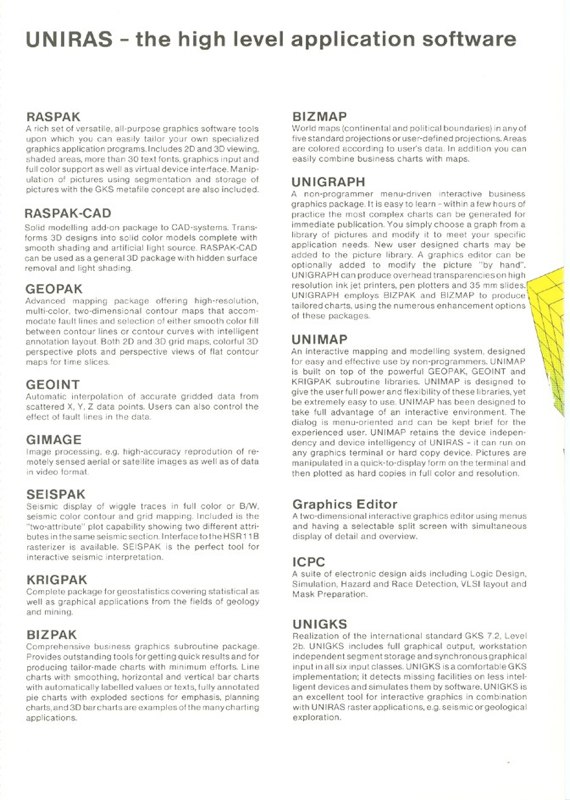 UNIRAS – the high level application software
RASPAK
A rich set of versatile, all-purpose graphics software tools
upon which you can easily tailor your own specialized
graphics application programs. Includes 2D and 3D viewing,
shaded areas, more than 30 text fonts, graphics input and
full color support as well as virtual device interface. Manip-
ulation of pictures using segmentation and storage of
pictures with the GKS metafile concept are also included.
RASPAK-CAD
Solid modelling add-on package to CAD-systems. Trans-
forms 3D designs into solid color models complete with
smooth shading and artificial light source. RASPAK-CAD
can be used as a general 3D package with hidden surface
removal and light shading.
GEOPAK
Advanced mapping package offering high-resolution,
multi-color, two-dimensional contour maps that accom-
modate fault lines and selection of either smooth color fill
between contour lines or contour curves with intelligent
annotation layout. Both 2D and 3D grid maps, colorful 3D
perspective plots and perspective views of flat contour
maps for time slices.
GEOINT
Automatic interpolation of accurate gridded data from
scattered X, Y, Z data points. Users can also control the
effect of fault lines in the data.
GIMAGE
Image processing, e.g. high-accuracy reprodution of re-
motely sensed aerial or satellite images as well as of data
in video format.
SEISPAK
Seismic display of wiggle traces in full color or B/W,
seismic color contour and grid mapping. Included is the
"two-attribute" plot capability showing two different attri-
butes in the same seismic section. Interface to the HSR 11B
rasterizer is available. SEISPAK is the perfect tool for
interactive seismic interpretation.
KRIGPAK
Complete package for geostatistics covering statistical as
well as graphical applications from the fields of geology
and mining.
BIZPAK
Comprehensive business graphics subroutine package.
Provides outstanding tools for getting quick results and for
producing tailor-made charts with minimum efforts. Line
charts with smoothing, horizontal and vertical bar charts
with automatically labelled values or texts, fully annotated
pie charts with exploded sections for emphasis, planning
charts, and 3D bar charts are examples of the many charting
applications.
BIZMAP
World maps (continental and political boundaries) in any of
five standard projections or user-defined projections. Areas
are colored according to user's data. In addition you can
easily combine business charts with maps.
UNIGRAPH
A non-programmer menu-driven interactive business
graphics package. It is easy to learn – within a few hours of
practice the most complex charts can be generated for
immediate publication. You simply choose a graph from a
library of pictures and modify it to meet your specific
application needs. New user designed charts may be
added to the picture library. A graphics editor can be
optionally added to modify the picture "by hand".
UNIGRAPH can produce overhead transparencies on high
resolution ink jet printers, pen plotters and 35 mm slides.
UNIGRAPH employs BIZPAK and BIZMAP to produce
tailored charts, using the numerous enhancement options
of these packages.
UNIMAP
An interactive mapping and modelling system, designed
for easy and effective use by non-programmers. UNIMAP
is built on top of the powerful GEOPAK, GEOINT and
KRIGPAK subroutine libraries. UNIMAP is designed to
give the user full power and flexibility of these libraries, yet
be extremely easy to use. UNIMAP has been designed to
take full advantage of an interactive environment. The
dialog is menu-oriented and can be kept brief for the
experienced user. UNIMAP retains the device indepen-
dency and device intelligency of UNIRAS – it can run on
any graphics terminal or hard copy device. Pictures are
manipulated in a quick-to-display form on the terminal and
then plotted as hard copies in full color and resolution.
Graphics Editor
A two-dimensional interactive graphics editor using menus
and having a selectable split screen with simultaneous
display of detail and overview.
ICPC
A suite of electronic design aids including Logic Design,
Simulation, Hazard and Race Detection, VLSI layout and
Mask Preparation.
UNIGKS
Realization of the international standard GKS 7.2, Level
2b. UNIGKS includes full graphical output, workstation
independent segment storage and synchronous graphical
input in all six input classes. UNIGKS is a comfortable GKS
implementation; it detects missing facilities on less intel-
ligent devices and simulates them by software. UNIGKS is
an excellent tool for interactive graphics in combination
with UNIRAS raster applications, e.g. seismic or geological
exploration.